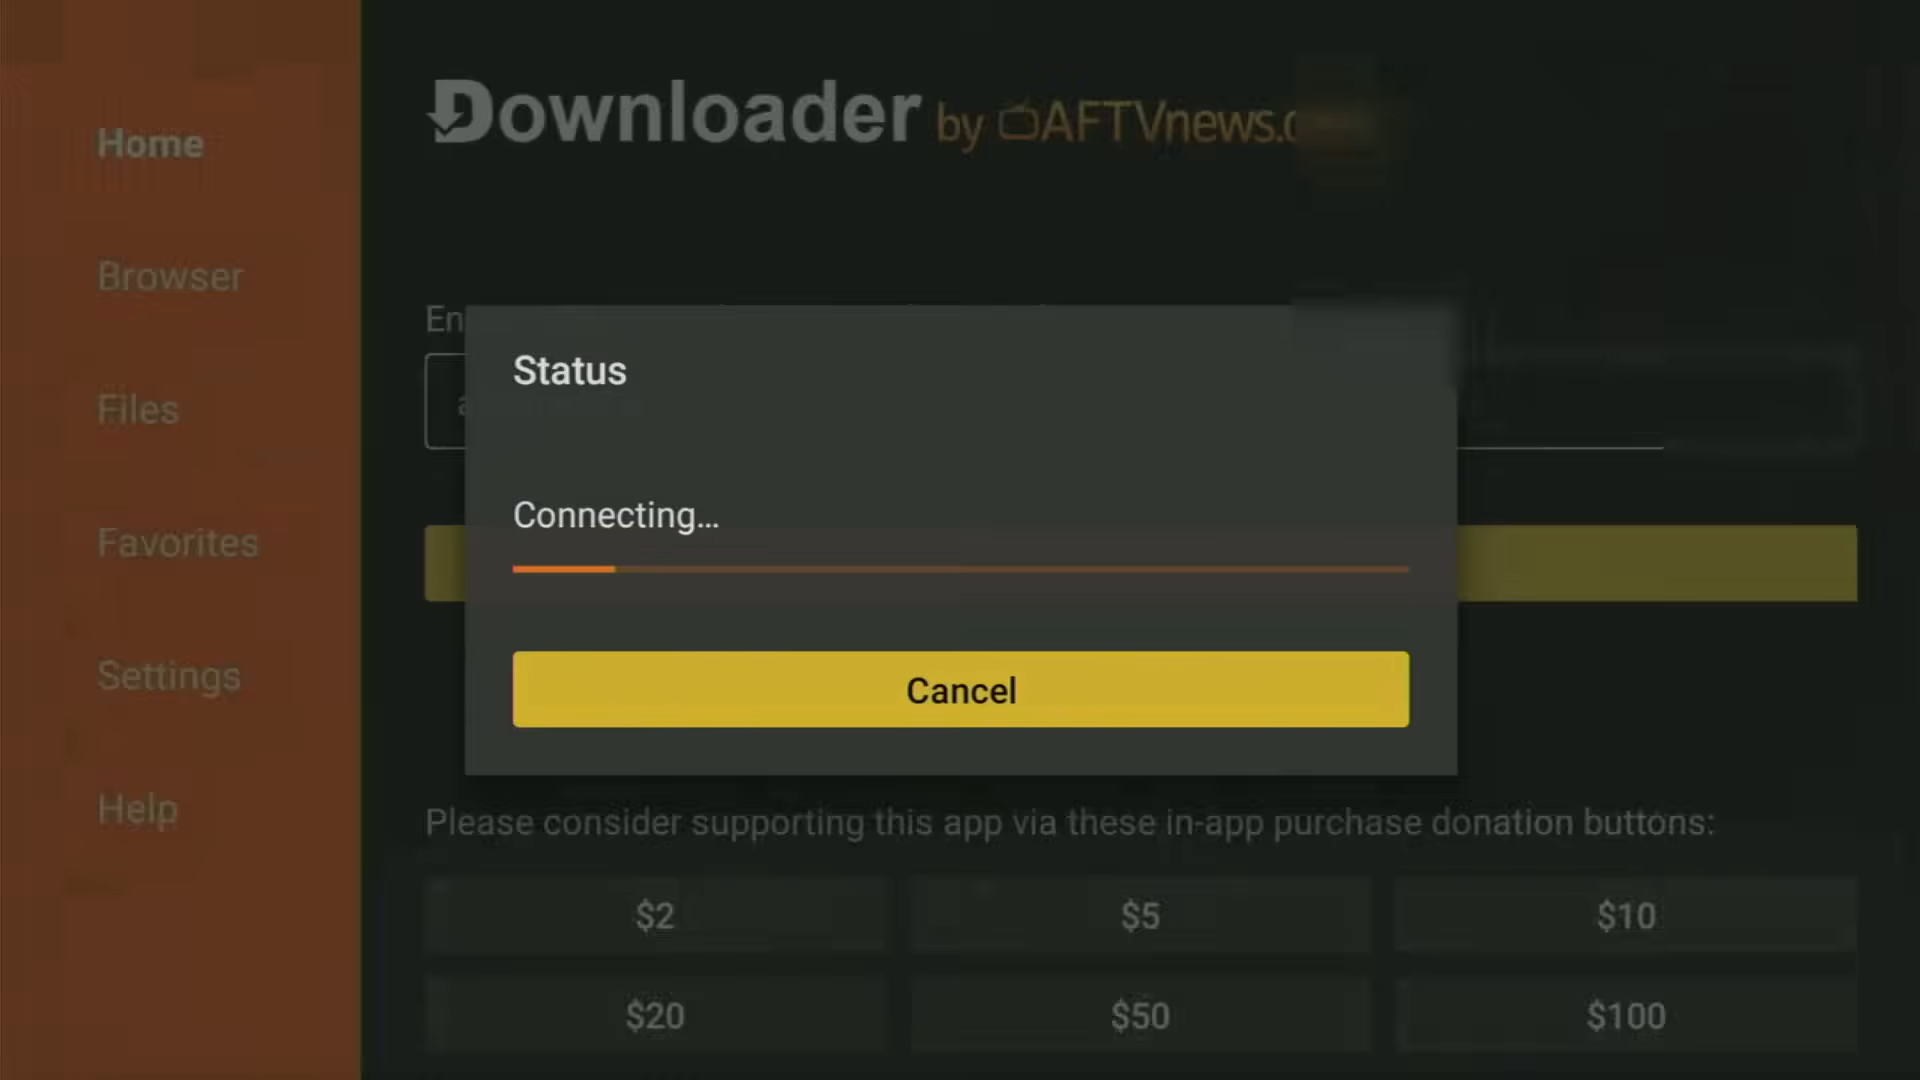 Downloader by AFTVnews.
Home
Browser
Files
Favorites
Settings
Help
Status
Connecting...
Cancel
Please consider supporting this app via these in-app purchase donation buttons:
$2 $5 $10
$20 $50 $100